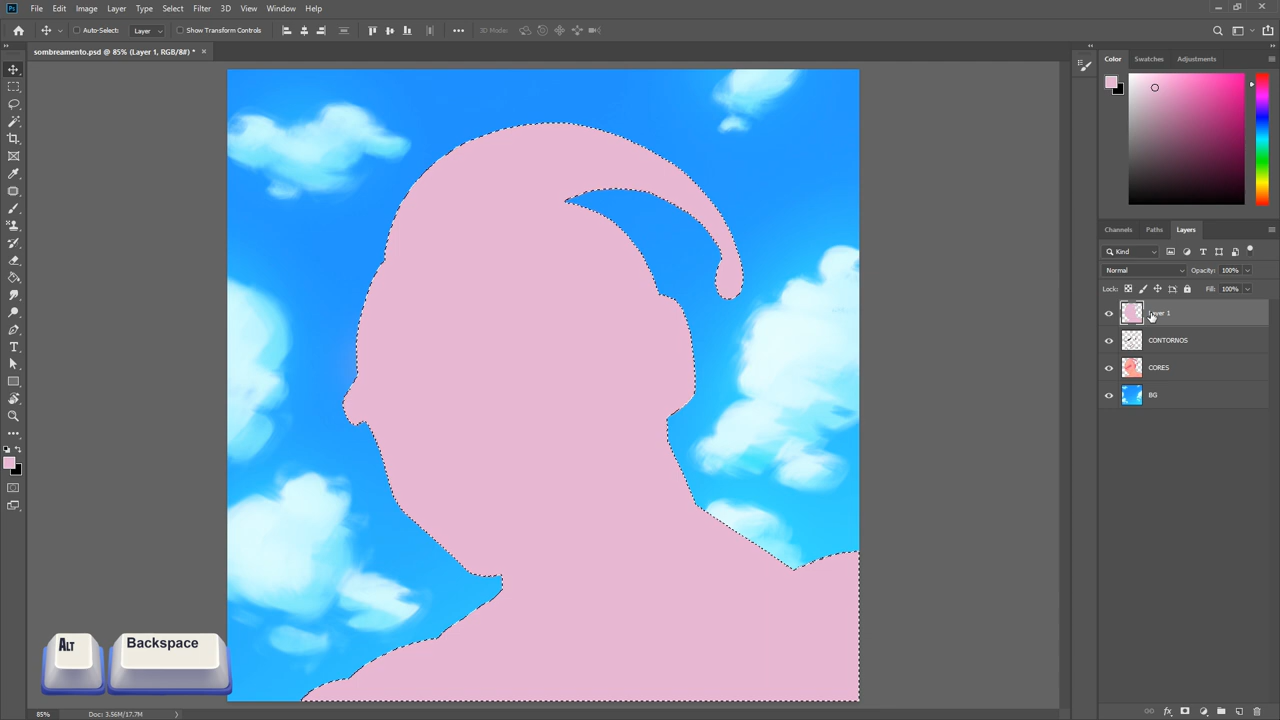 Ps File Edit Image Layer Type Select Filter 3D View Window Help
Auto-Select: Layer Show Transform Controls 3D Mode:
sombreamento.psd @ 85% (Layer 1, RGB/8#) * ×
Color Swatches Adjustments
Channels Paths Layers
Kind
Normal Opacity: 100%
Lock: Fill: 100%
Layer 1
CONTORNOS
CORES
BG
Alt Backspace
85% Doc: 3.56M/17.7M